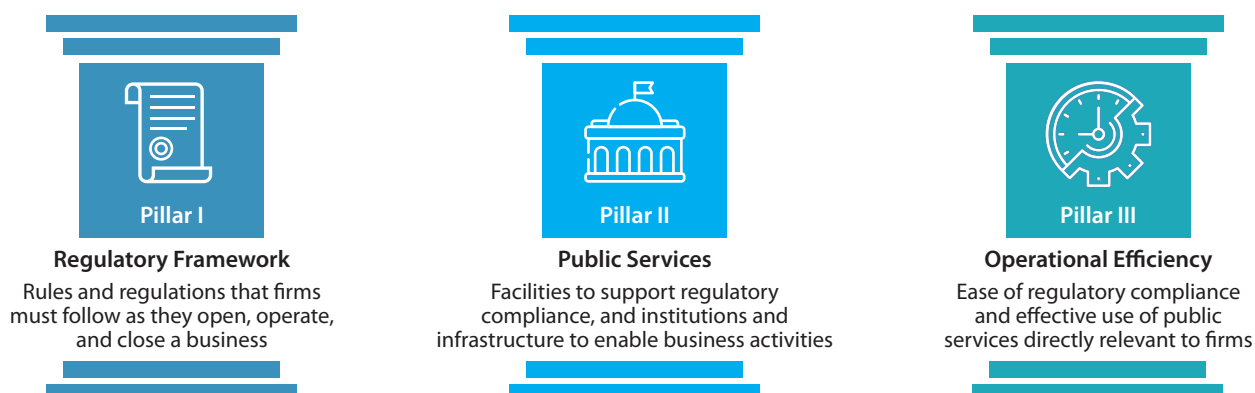 Pillar I
Regulatory Framework
Rules and regulations that firms
must follow as they open, operate,
and close a business
Pillar II
Public Services
Facilities to support regulatory
compliance, and institutions and
infrastructure to enable business activities
Pillar III
Operational Efficiency
Ease of regulatory compliance
and effective use of public
services directly relevant to firms